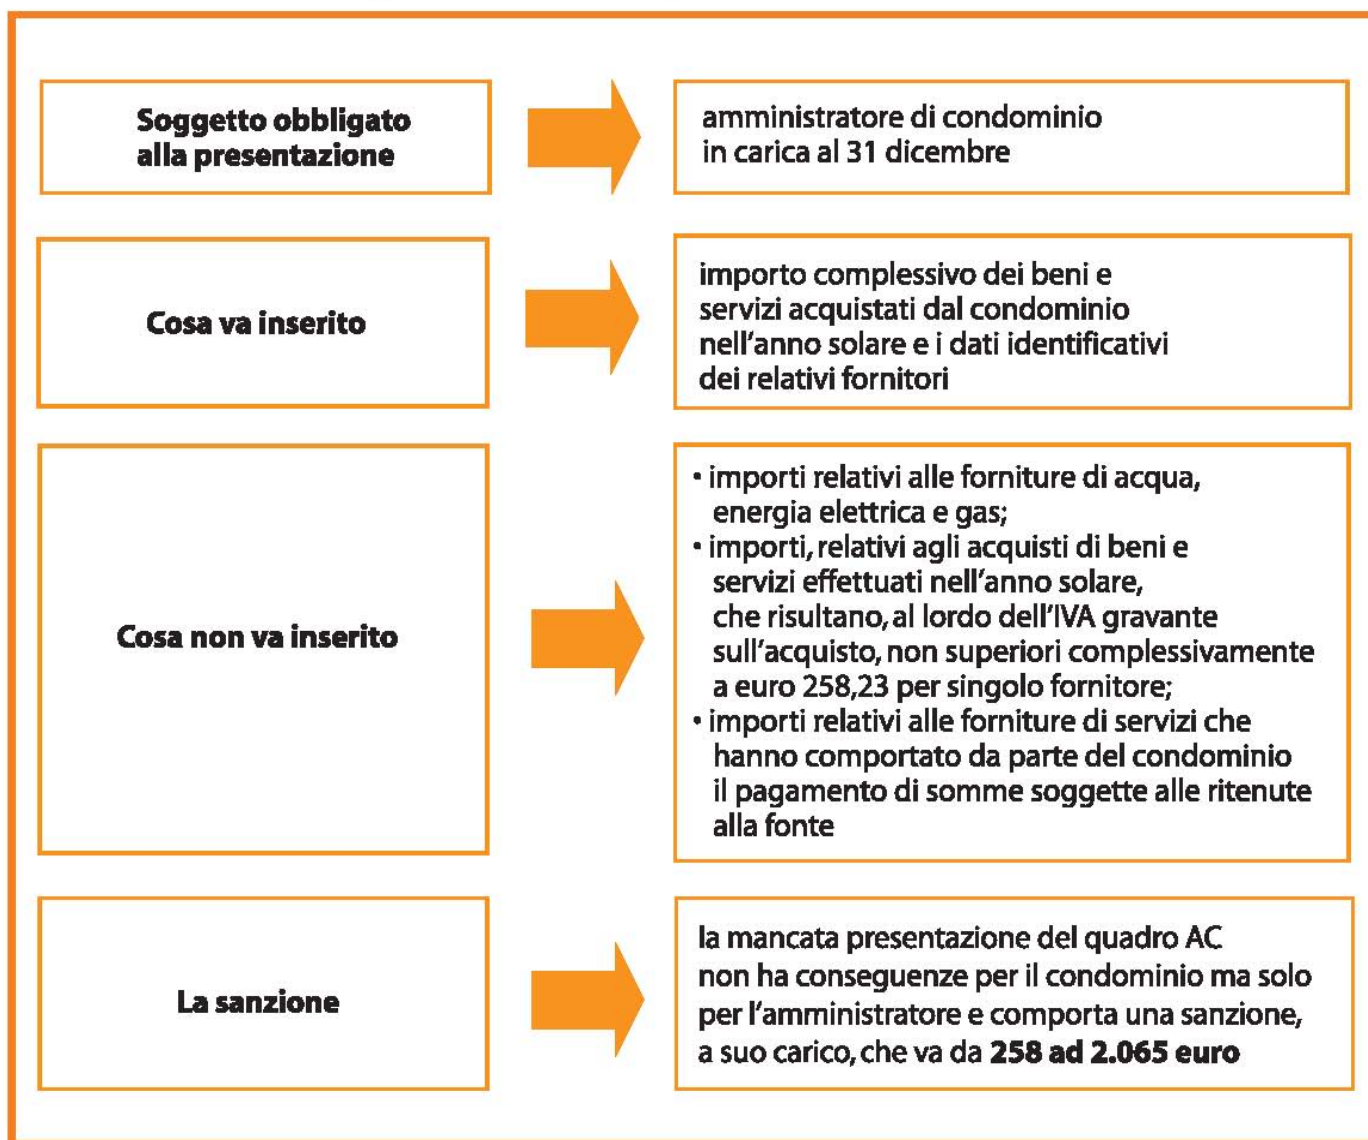 Soggetto obbligato
alla presentazione
amministratore di condominio
in carica al 31 dicembre
Cosa va inserito
importo complessivo dei beni e
servizi acquistati dal condominio
nell'anno solare e i dati identificativi
dei relativi fornitori
Cosa non va inserito
• importi relativi alle forniture di acqua,
energia elettrica e gas;
• importi, relativi agli acquisti di beni e
servizi effettuati nell'anno solare,
che risultano, al lordo dell'IVA gravante
sull'acquisto, non superiori complessivamente
a euro 258,23 per singolo fornitore;
• importi relativi alle forniture di servizi che
hanno comportato da parte del condominio
il pagamento di somme soggette alle ritenute
alla fonte
La sanzione
la mancata presentazione del quadro AC
non ha conseguenze per il condominio ma solo
per l'amministratore e comporta una sanzione,
a suo carico, che va da 258 ad 2.065 euro